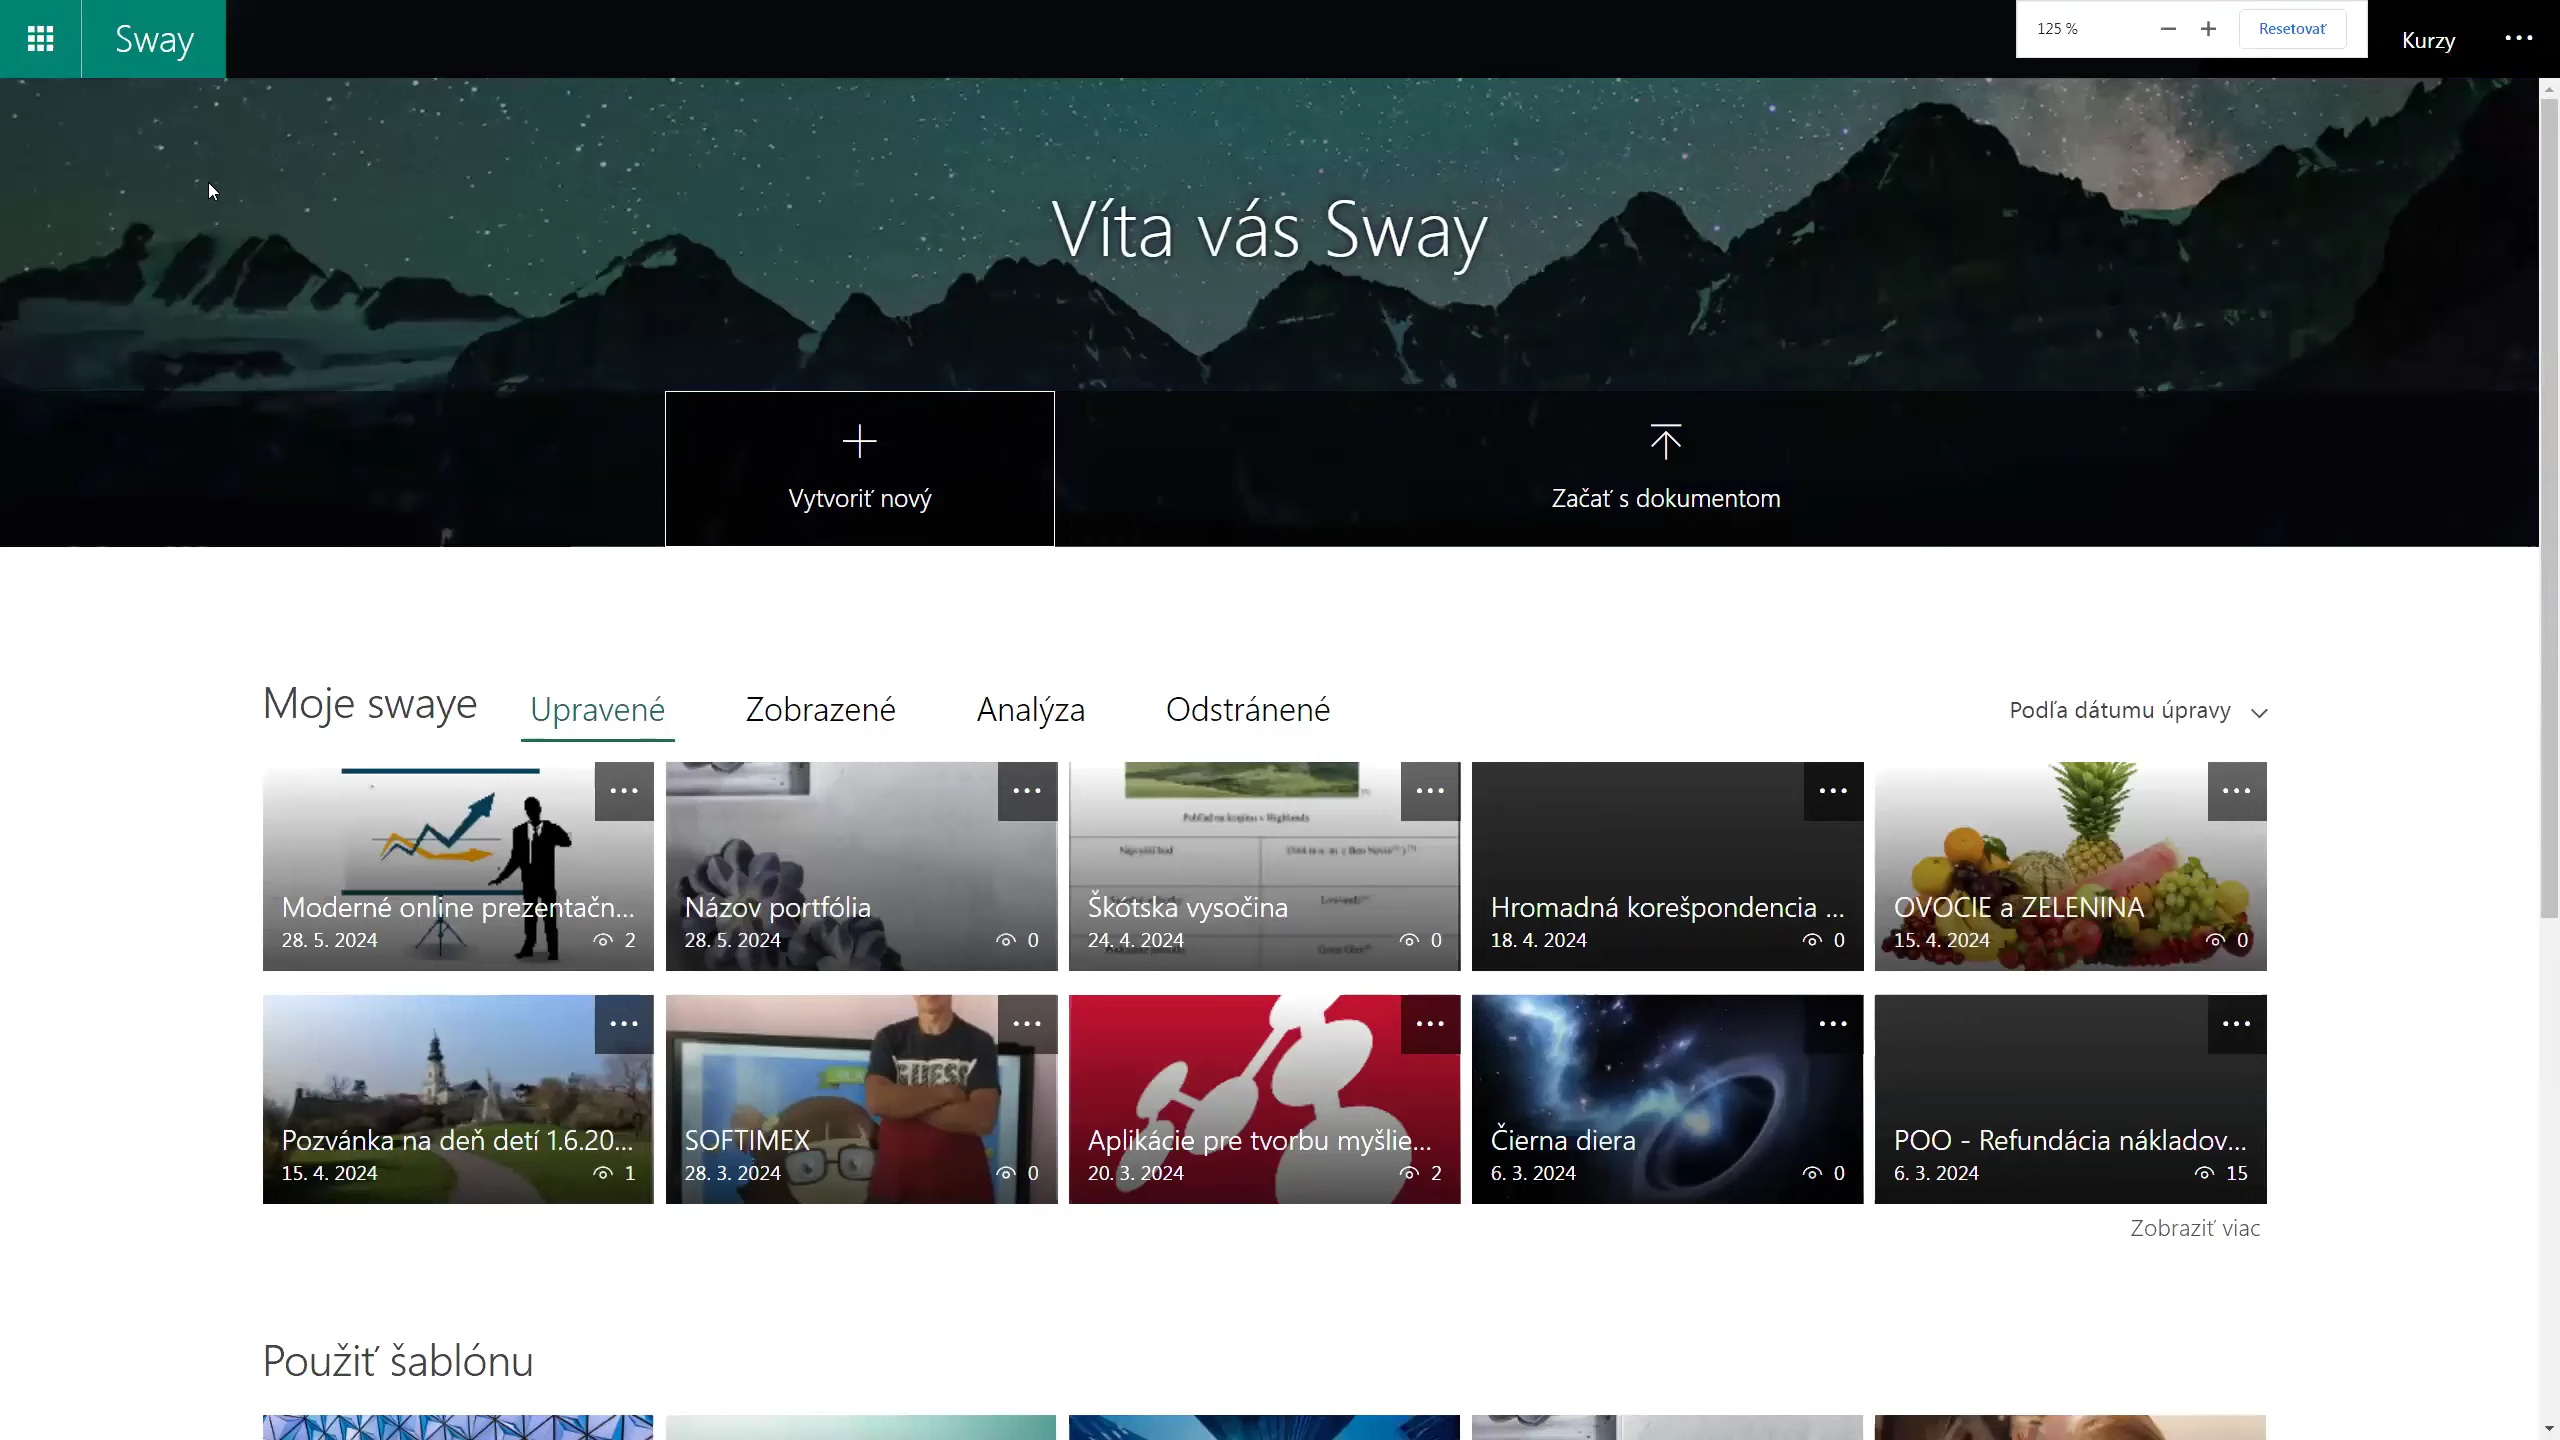 Sway
125 %
Resetovať
Kurzy
Víta vás Sway
Vytvoriť nový
Začať s dokumentom
Moje swaye
Upravené
Zobrazené
Analýza
Odstránené
Podľa dátumu úpravy
Moderné online prezentačn...
28. 5. 2024
2
Názov portfólia
28. 5. 2024
0
Pohľad na krajinu v Highlands
Škótska vysočina
24. 4. 2024
0
Hromadná korešpondencia ...
18. 4. 2024
0
OVOCIE a ZELENINA
15. 4. 2024
0
Pozvánka na deň detí 1.6.20...
15. 4. 2024
1
SOFTIMEX
28. 3. 2024
0
Aplikácie pre tvorbu myšlie...
20. 3. 2024
2
Čierna diera
6. 3. 2024
0
POO - Refundácia nákladov...
6. 3. 2024
15
Zobraziť viac
Použiť šablónu